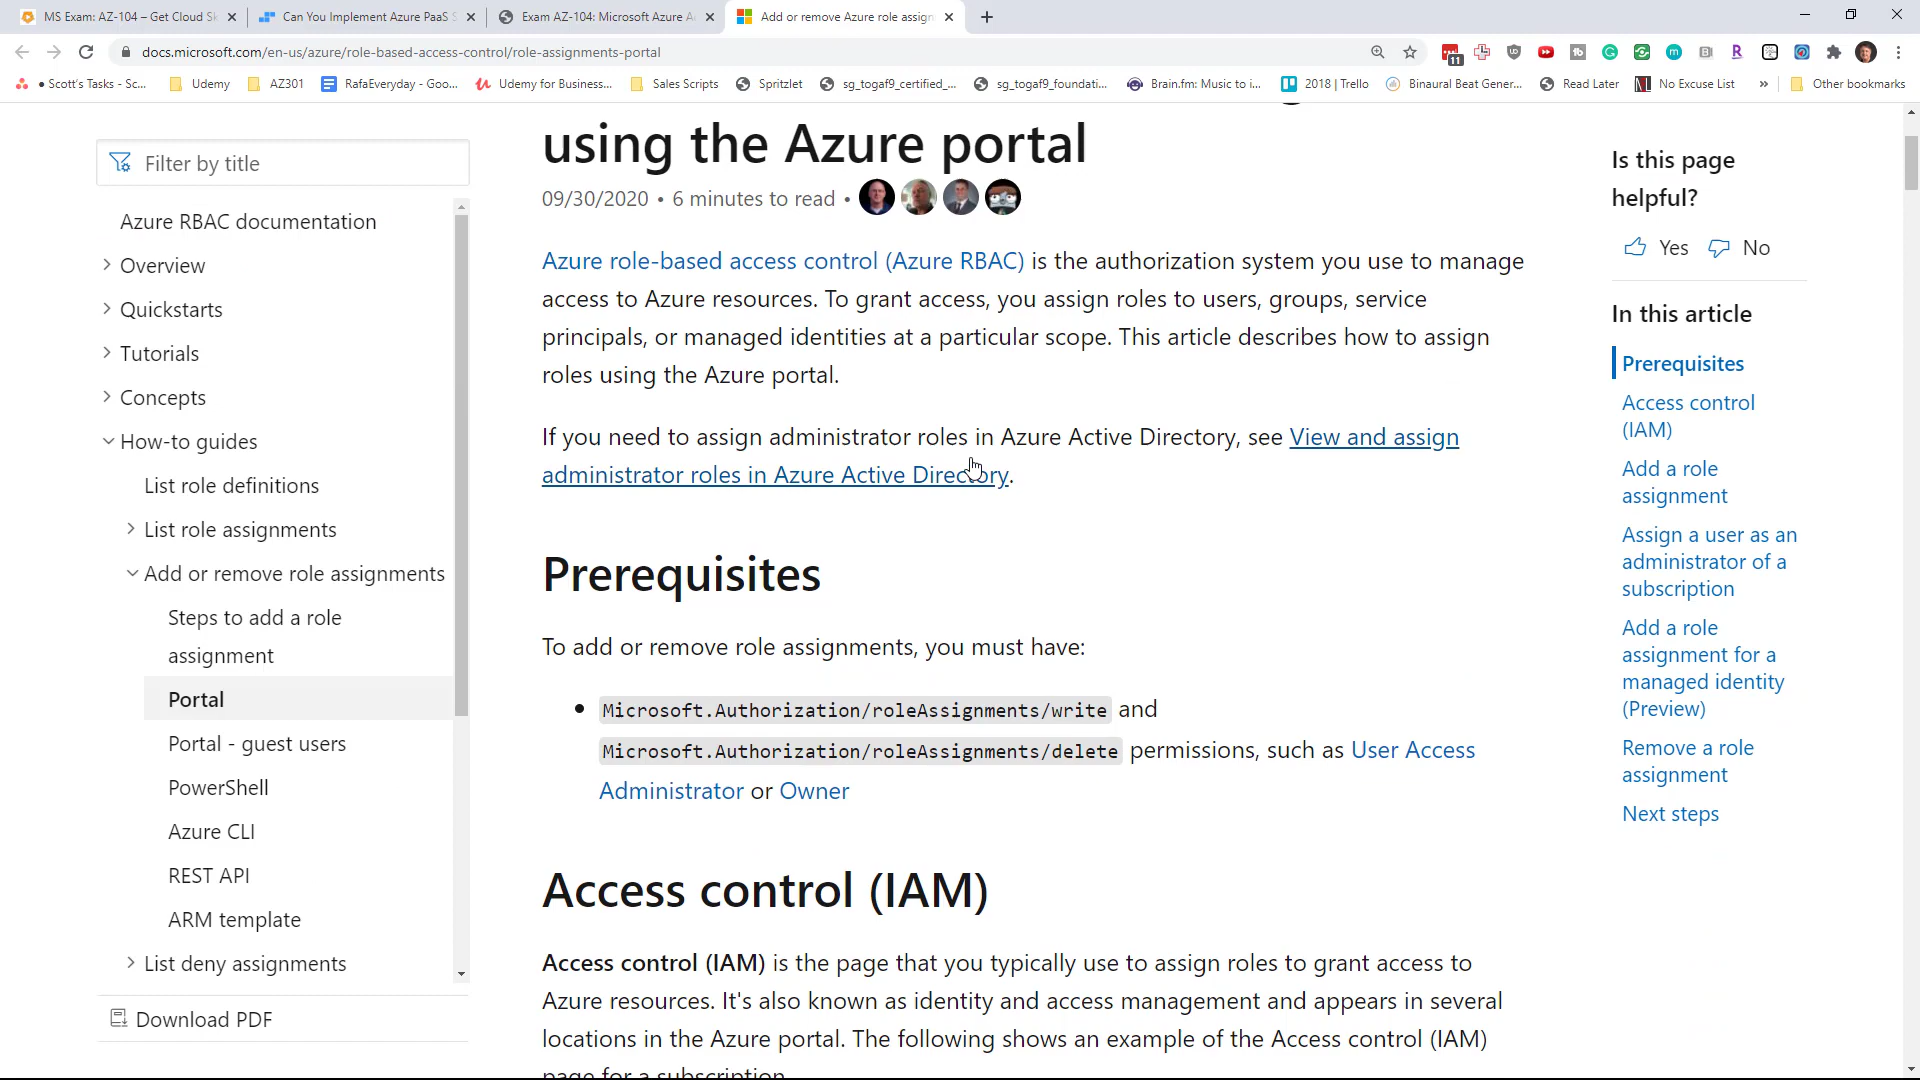 MS Exam: AZ-104 – Get Cloud Sk
Can You Implement Azure PaaS S
Exam AZ-104: Microsoft Azure A
Add or remove Azure role assign
docs.microsoft.com/en-us/azure/role-based-access-control/role-assignments-portal
11
• Scott's Tasks - Sc...
Udemy
AZ301
RafaEveryday - Goo...
Udemy for Business...
Sales Scripts
Spritzlet
sg_togaf9_certified_...
sg_togaf9_foundati...
Brain.fm: Music to i...
2018 | Trello
Binaural Beat Gener...
Read Later
No Excuse List
»
Other bookmarks
Filter by title
Azure RBAC documentation
Overview
Quickstarts
Tutorials
Concepts
How-to guides
List role definitions
List role assignments
Add or remove role assignments
Steps to add a role
assignment
Portal
Portal - guest users
PowerShell
Azure CLI
REST API
ARM template
List deny assignments
Download PDF
using the Azure portal
09/30/2020 • 6 minutes to read •
Azure role-based access control (Azure RBAC) is the authorization system you use to manage
access to Azure resources. To grant access, you assign roles to users, groups, service
principals, or managed identities at a particular scope. This article describes how to assign
roles using the Azure portal.
If you need to assign administrator roles in Azure Active Directory, see View and assign
administrator roles in Azure Active Directory.
Prerequisites
To add or remove role assignments, you must have:
• Microsoft.Authorization/roleAssignments/write and
Microsoft.Authorization/roleAssignments/delete permissions, such as User Access
Administrator or Owner
Access control (IAM)
Access control (IAM) is the page that you typically use to assign roles to grant access to
Azure resources. It's also known as identity and access management and appears in several
locations in the Azure portal. The following shows an example of the Access control (IAM)
page for a subscription.
Is this page
helpful?
Yes No
In this article
Prerequisites
Access control
(IAM)
Add a role
assignment
Assign a user as an
administrator of a
subscription
Add a role
assignment for a
managed identity
(Preview)
Remove a role
assignment
Next steps